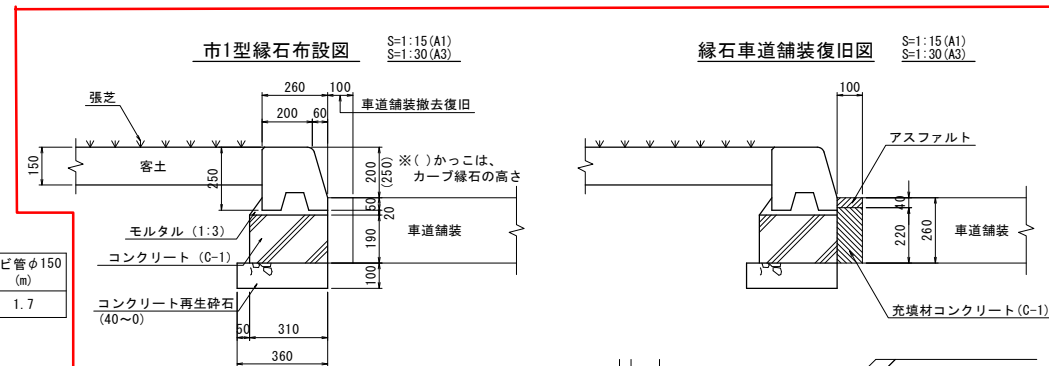 市1型縁石布設図
S=1:15(A1)
S=1:30(A3)
260
100
車道舗装撤去復旧
張芝
200
60
150
客土
250
200
(250)
※( )かっこは、
カーブ縁石の高さ
50
20
モルタル (1:3)
190
車道舗装
コンクリート (C-1)
100
コンクリート再生砕石
(40~0)
50
310
360
ビ管φ150
(m)
1.7
縁石車道舗装復旧図
S=1:15(A1)
S=1:30(A3)
100
アスファルト
40
220
260
車道舗装
充填材コンクリート(C-1)